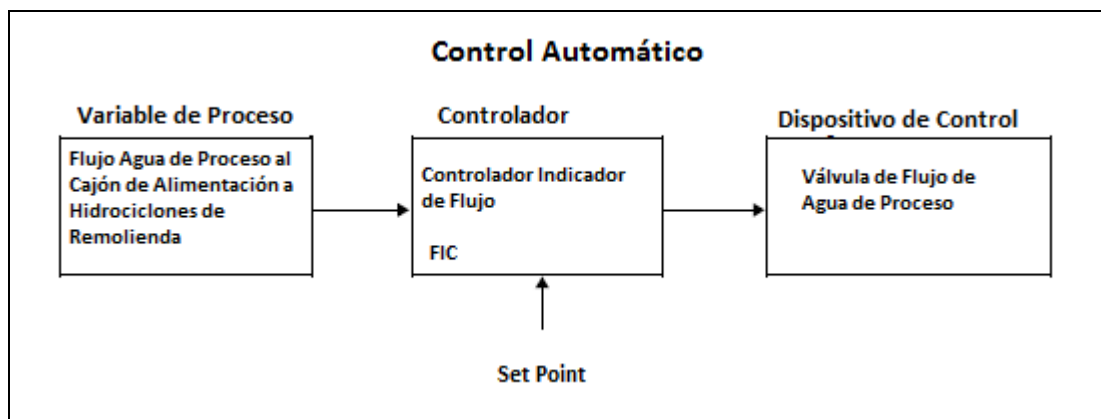 Control Automático
Variable de Proceso
Flujo Agua de Proceso al
Cajón de Alimentación a
Hidrociclones de
Remolienda
Controlador
Controlador Indicador
de Flujo
FIC
Dispositivo de Control
Válvula de Flujo de
Agua de Proceso
Set Point